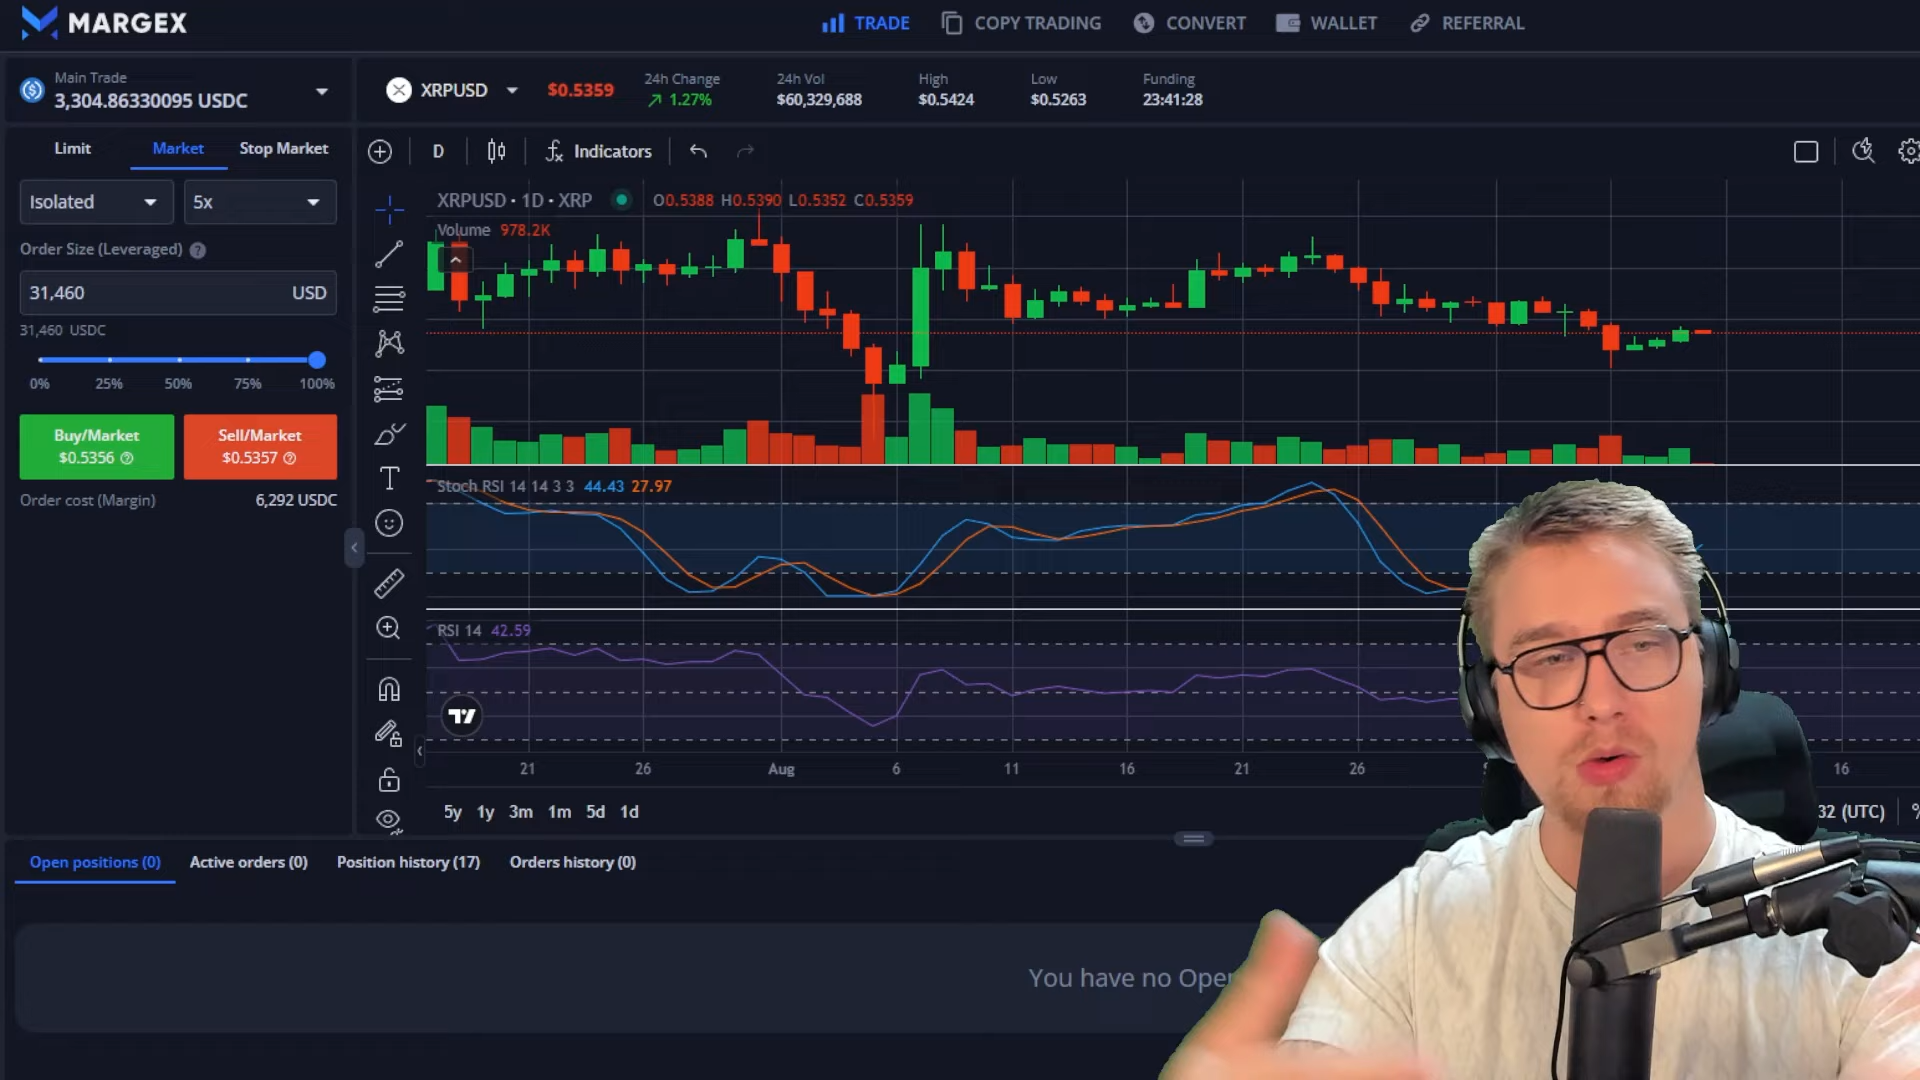 MARGEX
TRADE
COPY TRADING
CONVERT
WALLET
REFERRAL
Main Trade
3,304.86330095 USDC
XRPUSD
$0.5359
24h Change
1.27%
24h Vol
$60,329,688
High
$0.5424
Low
$0.5263
Funding
23:41:28
Limit
Market
Stop Market
D
Indicators
Isolated
5x
XRPUSD · 1D · XRP
O0.5388 H0.5390 L0.5352 C0.5359
Volume 978.2K
Order Size (Leveraged)
31,460 USD
31,460 USDC
0% 25% 50% 75% 100%
Buy/Market
$0.5356
Sell/Market
$0.5357
Order cost (Margin) 6,292 USDC
Stoch RSI 14 14 3 3 44.43 27.97
RSI 14 42.59
21 26 Aug 6 11 16 21 26 16
5y 1y 3m 1m 5d 1d
32 (UTC)
%
Open positions (0)
Active orders (0)
Position history (17)
Orders history (0)
You have no Ope